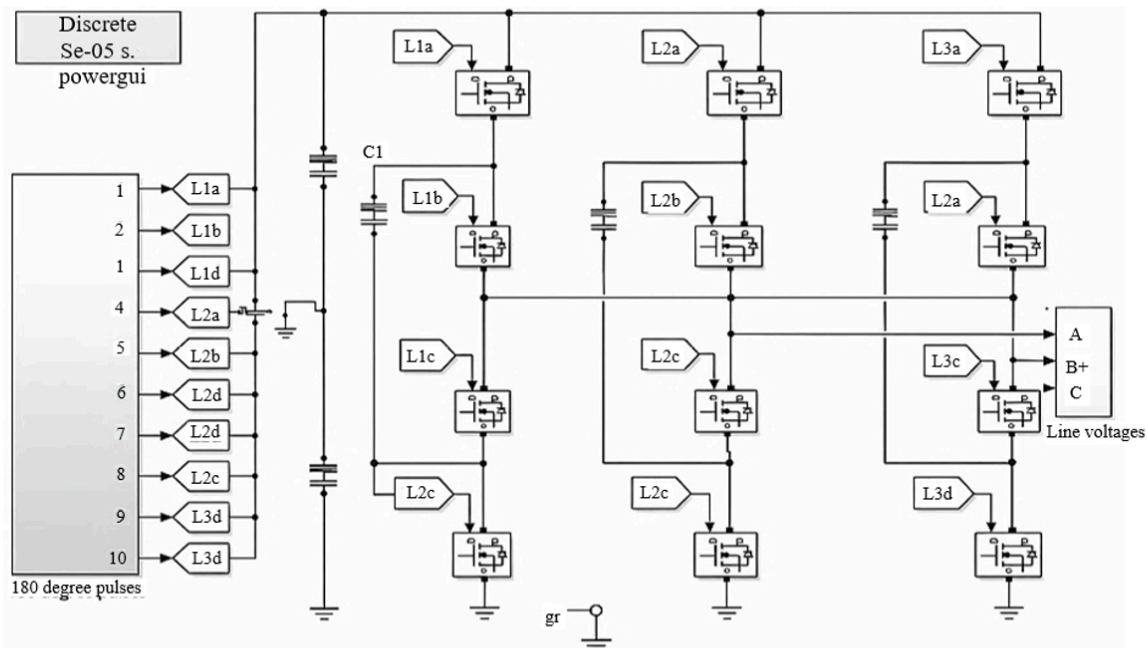 Discrete
Se-05 s.
powergui
L1a
L2a
L3a
C1
L1b
L2b
L2a
1 L1a
2 L1b
1 L1d
4 L2a
5 L2b
6 L2d
7 L2d
8 L2c
9 L3d
10 L3d
180 degree pulses
L1c
L2c
L3c
A
B+
C
Line voltages
L2c
L2c
L3d
gr